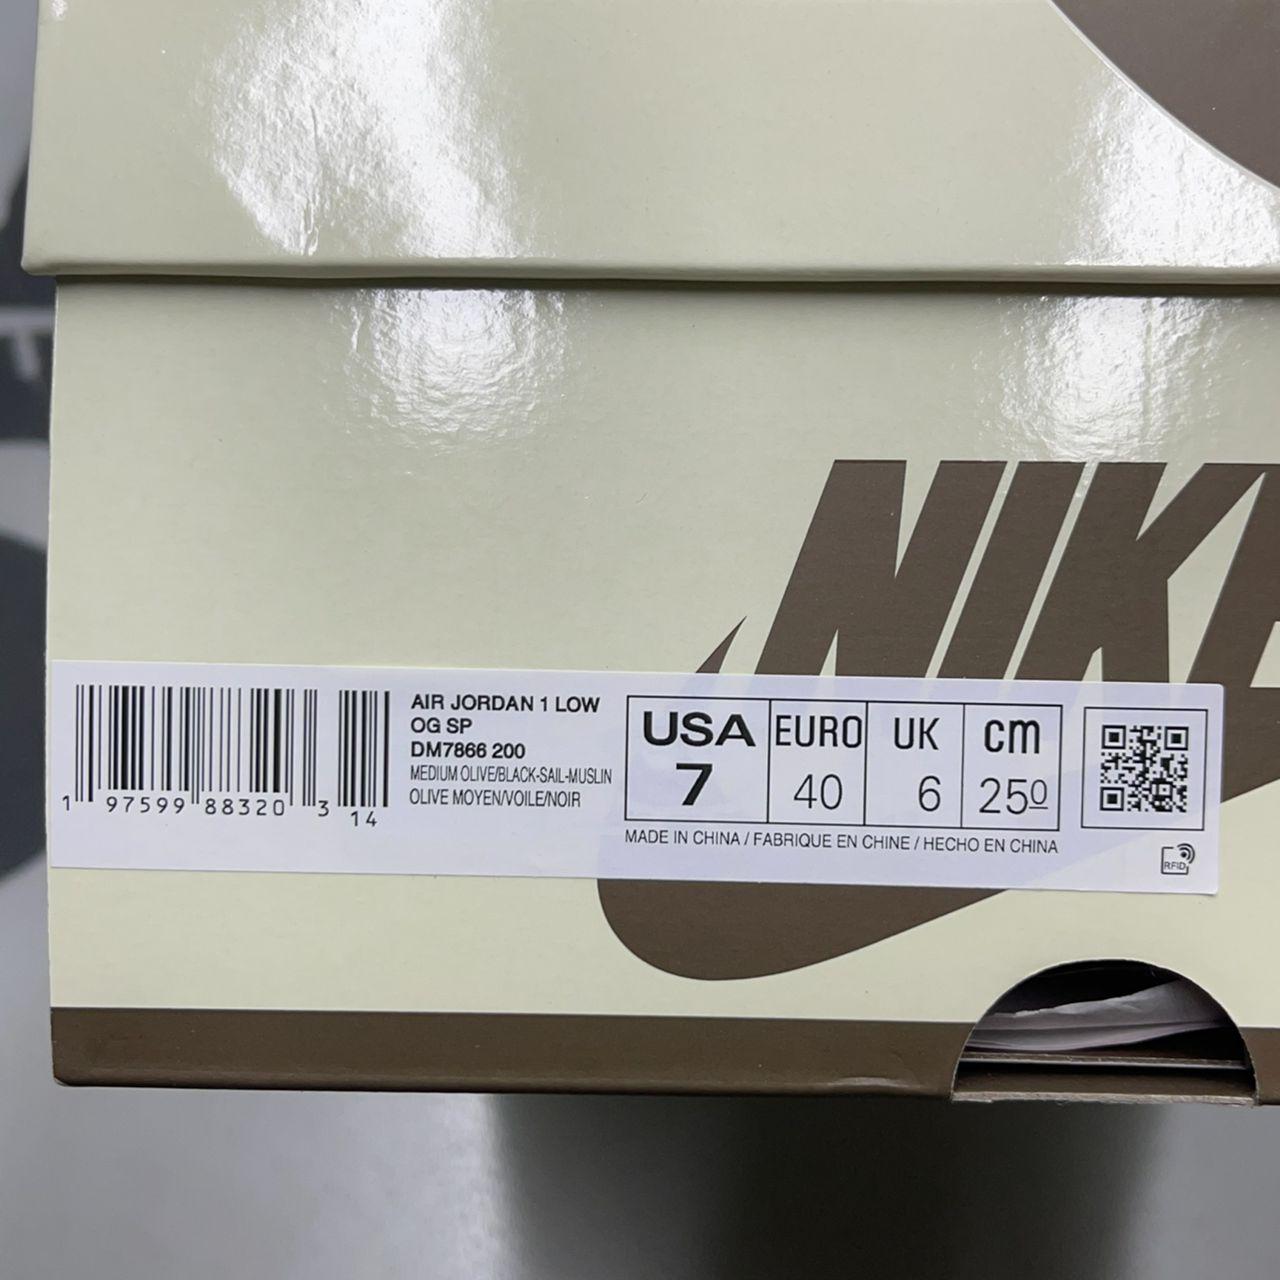 NIKE
AIR JORDAN 1 LOW
OG SP
DM7866 200
MEDIUM OLIVE/BLACK-SAIL-MUSLIN
OLIVE MOYEN/VOILE/NOIR
1 97599 88320 3 14
USA EURO UK cm
7 40 6 250
MADE IN CHINA / FABRIQUE EN CHINE / HECHO EN CHINA
RFID